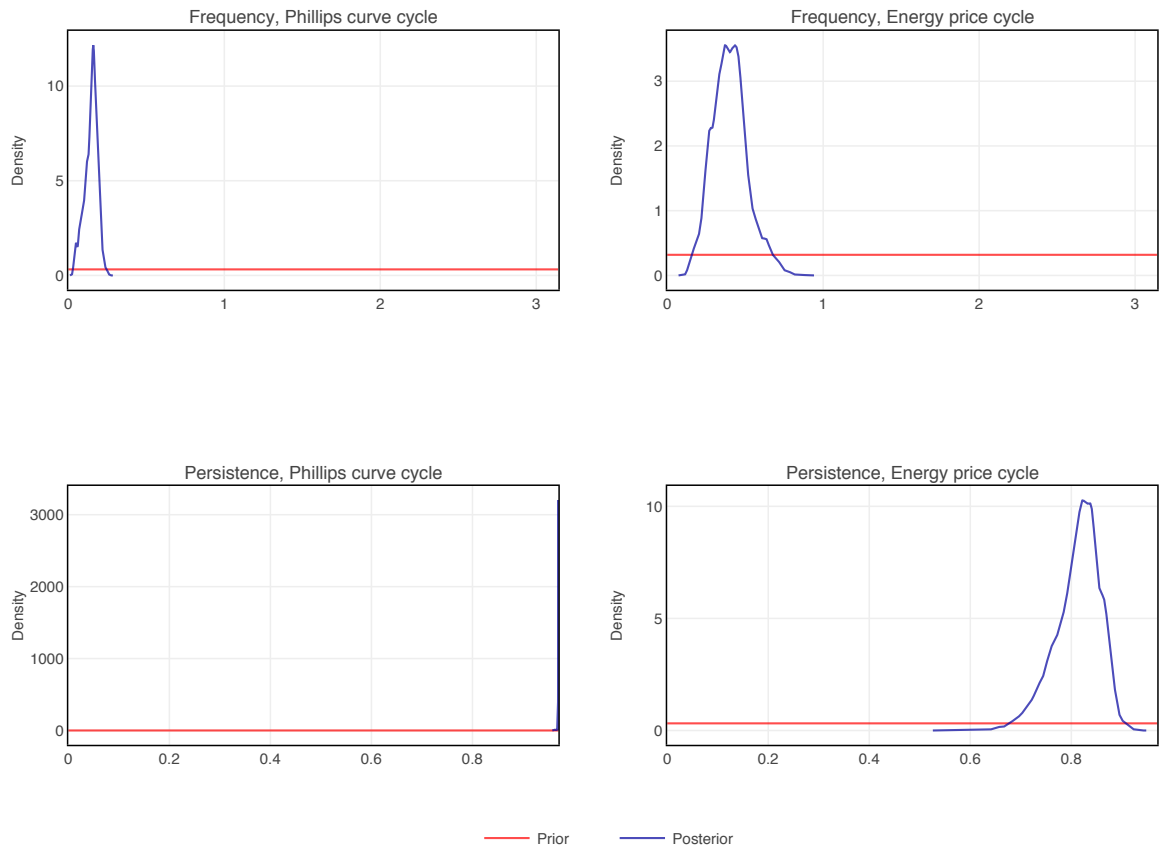 Frequency, Phillips curve cycle
Density
10
5
0
0 1 2 3
Frequency, Energy price cycle
Density
3
2
1
0
0 1 2 3
Persistence, Phillips curve cycle
Density
3000
2000
1000
0
0 0.2 0.4 0.6 0.8
Persistence, Energy price cycle
Density
10
5
0
0 0.2 0.4 0.6 0.8
Prior Posterior